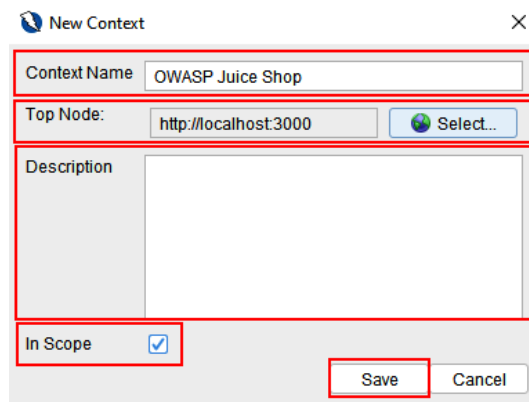 New Context
Context Name OWASP Juice Shop
Top Node: http://localhost:3000 Select...
Description
In Scope
Save Cancel